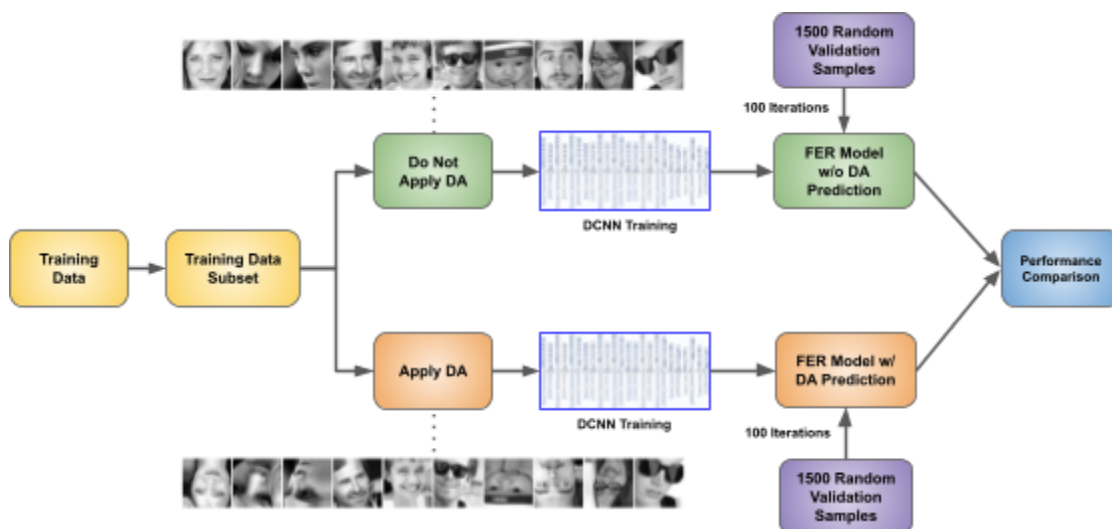 1500 Random
Validation
Samples
100 Iterations
Do Not
Apply DA
FER Model
w/o DA
Prediction
DCNN Training
Training
Data
Training Data
Subset
Performance
Comparison
Apply DA
FER Model w/
DA Prediction
DCNN Training
100 Iterations
1500 Random
Validation
Samples